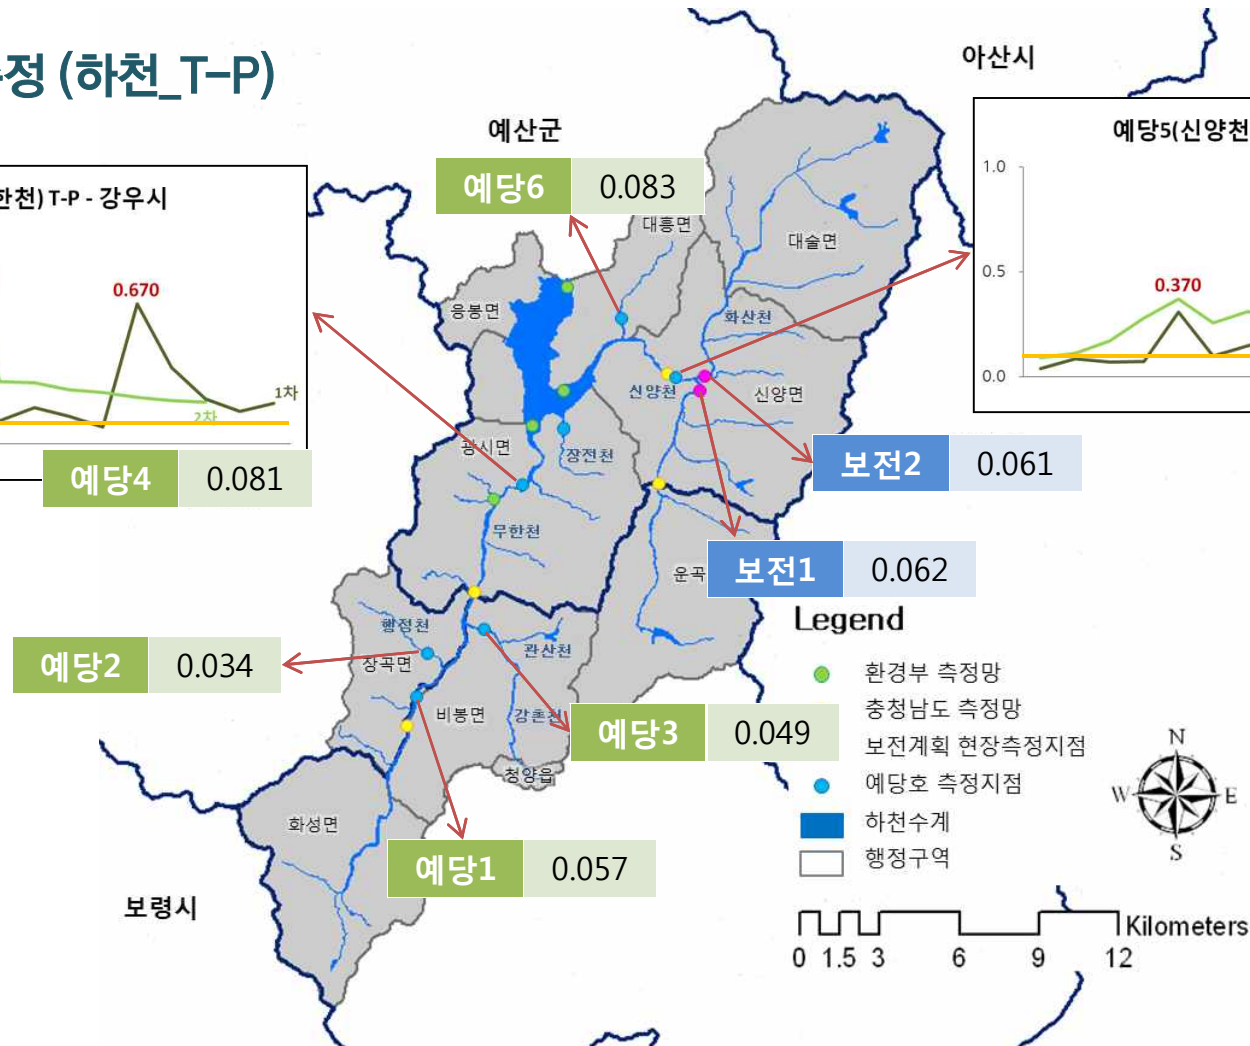 정 (하천_T-P)
아산시
예산군
예당5(신양천
1.0
0.5
0.0
0.370
한천) T-P - 강우시
0.670
1차
2차
예당6 0.083
대흥면
대술면
응봉면
화산천
신양천
신양면
광시면
장전천
예당4 0.081
보전2 0.061
무한천
운곡
보전1 0.062
행정천
장곡면
관산천
예당2 0.034
비봉면
강촌천
예당3 0.049
청양읍
화성면
예당1 0.057
보령시
Legend
환경부 측정망
충청남도 측정망
보전계획 현장측정지점
예당호 측정지점
하천수계
행정구역
N
W E
S
Kilometers
0 1.5 3 6 9 12